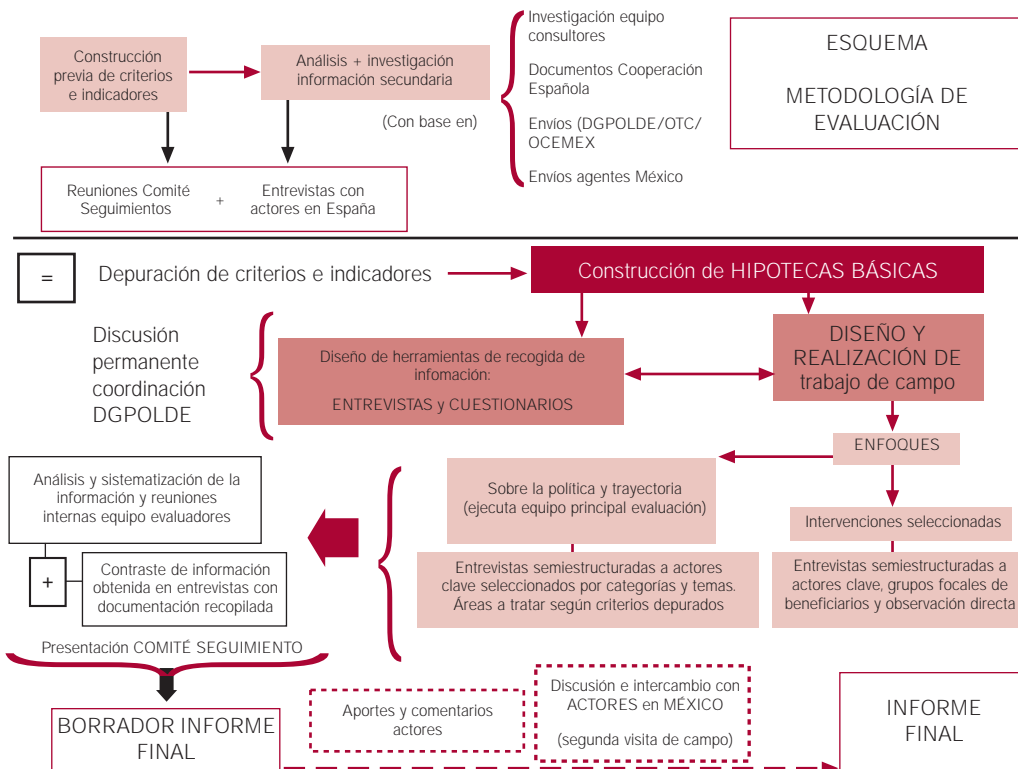 Construcción
previa de criterios
e indicadores
Análisis + investigación
información secundaria
(Con base en)
Investigación equipo
consultores
Documentos Cooperación
Española
Envíos (DGPOLDE/OTC/
OCEMEX
Envíos agentes México
ESQUEMA
METODOLOGÍA DE
EVALUACIÓN
Reuniones Comité
Seguimientos
+
Entrevistas con
actores en España
=
Depuración de criterios e indicadores
Construcción de HIPOTECAS BÁSICAS
Discusión
permanente
coordinación
DGPOLDE
Diseño de herramientas de recogida de
infomación:
ENTREVISTAS y CUESTIONARIOS
DISEÑO Y
REALIZACIÓN DE
trabajo de campo
ENFOQUES
Sobre la política y trayectoria
(ejecuta equipo principal evaluación)
Intervenciones seleccionadas
Entrevistas semiestructuradas a actores
clave seleccionados por categorías y temas.
Áreas a tratar según criterios depurados
Entrevistas semiestructuradas a
actores clave, grupos focales de
beneficiarios y observación directa
Análisis y sistematización de la
información y reuniones
internas equipo evaluadores
+
Contraste de información
obtenida en entrevistas con
documentación recopilada
Presentación COMITÉ SEGUIMIENTO
BORRADOR INFORME
FINAL
Aportes y comentarios
actores
Discusión e intercambio con
ACTORES en MÉXICO
(segunda visita de campo)
INFORME
FINAL